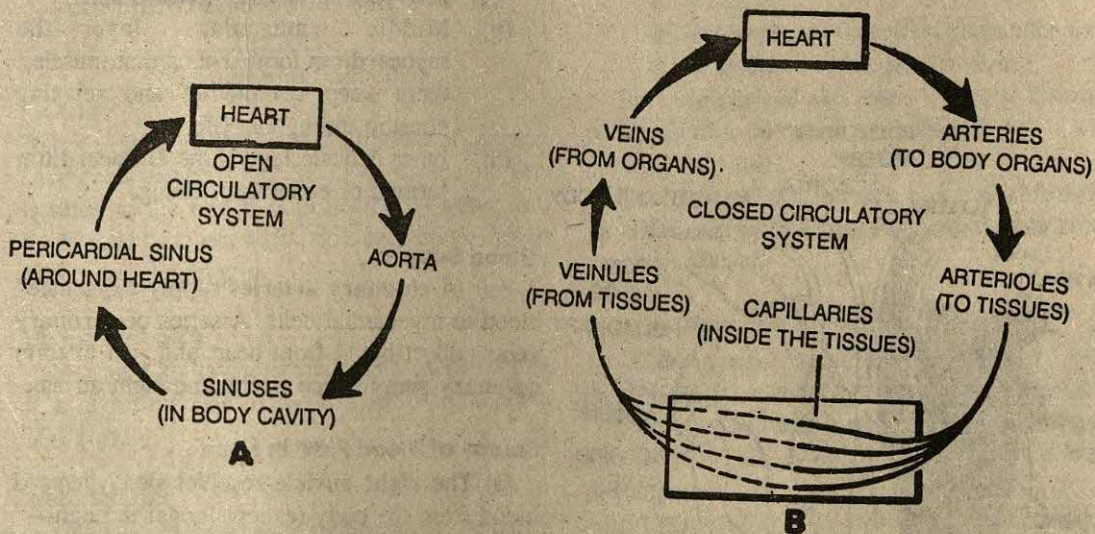 HEART
OPEN
CIRCULATORY
SYSTEM
PERICARDIAL SINUS
(AROUND HEART)
AORTA
SINUSES
(IN BODY CAVITY)
A
HEART
VEINS
(FROM ORGANS)
ARTERIES
(TO BODY ORGANS)
CLOSED CIRCULATORY
SYSTEM
VEINULES
(FROM TISSUES)
ARTERIOLES
(TO TISSUES)
CAPILLARIES
(INSIDE THE TISSUES)
B